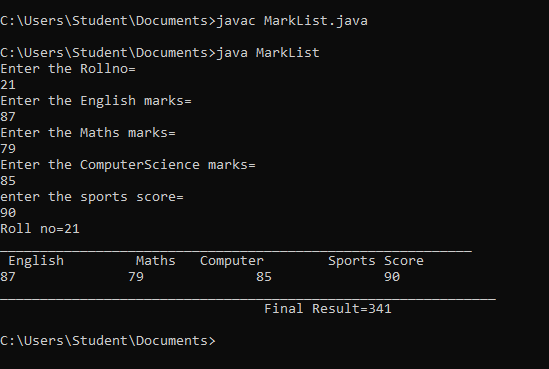 C:\Users\Student\Documents>javac MarkList.java
C:\Users\Student\Documents>java MarkList
Enter the Rollno=
21
Enter the English marks=
87
Enter the Maths marks=
79
Enter the ComputerScience marks=
85
enter the sports score=
90
Roll no=21
___________________________________________________________
English Maths Computer Sports Score
87 79 85 90
______________________________________________________________
Final Result=341
C:\Users\Student\Documents>